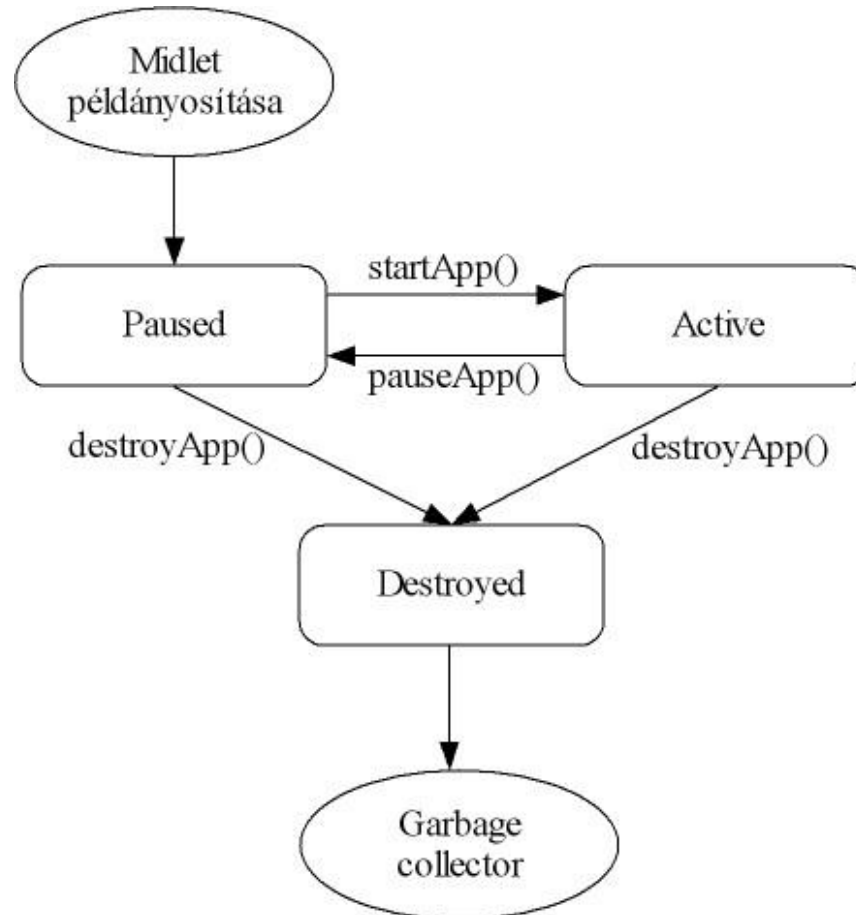 Midlet
példányosítása
startApp()
Paused
Active
pauseApp()
destroyApp()
destroyApp()
Destroyed
Garbage
collector